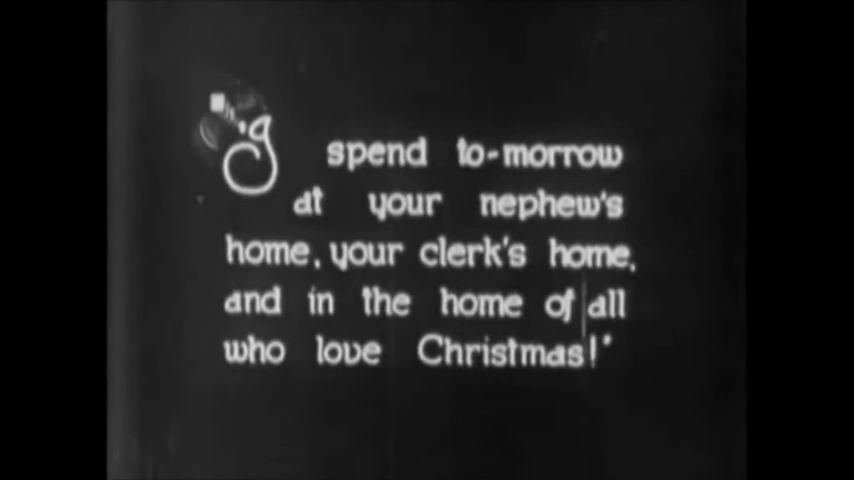 I spend to-morrow
at your nephew's
home, your clerk's home,
and in the home of all
who love Christmas!"